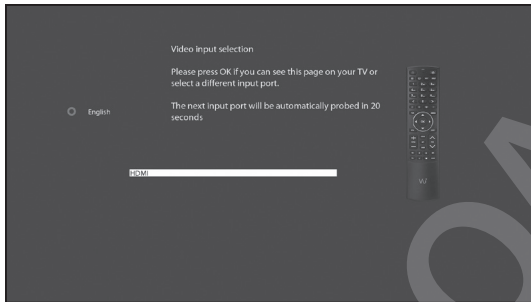 Video input selection
Please press OK if you can see this page on your TV or
select a different input port.
The next input port will be automatically probed in 20
seconds
English
HDMI